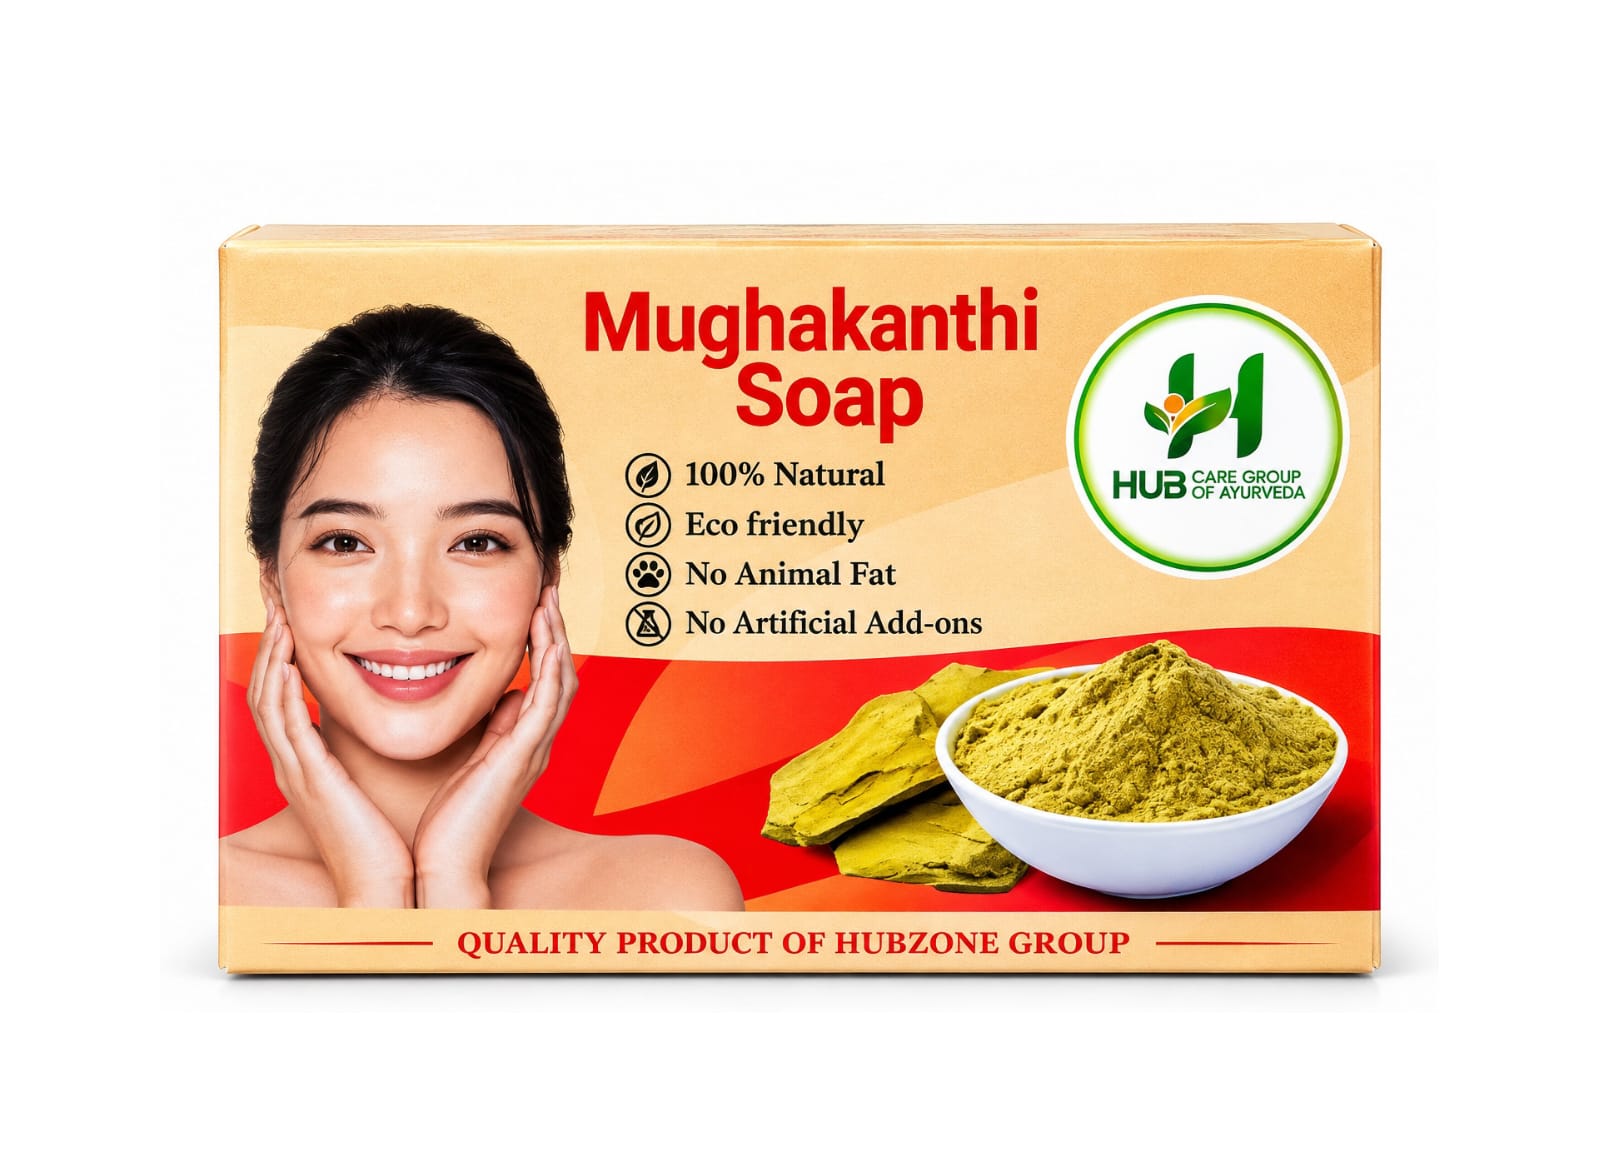 Mughakanthi
Soap
100% Natural
Eco friendly
No Animal Fat
No Artificial Add-ons
HUB CARE GROUP
OF AYURVEDA
QUALITY PRODUCT OF HUBZONE GROUP